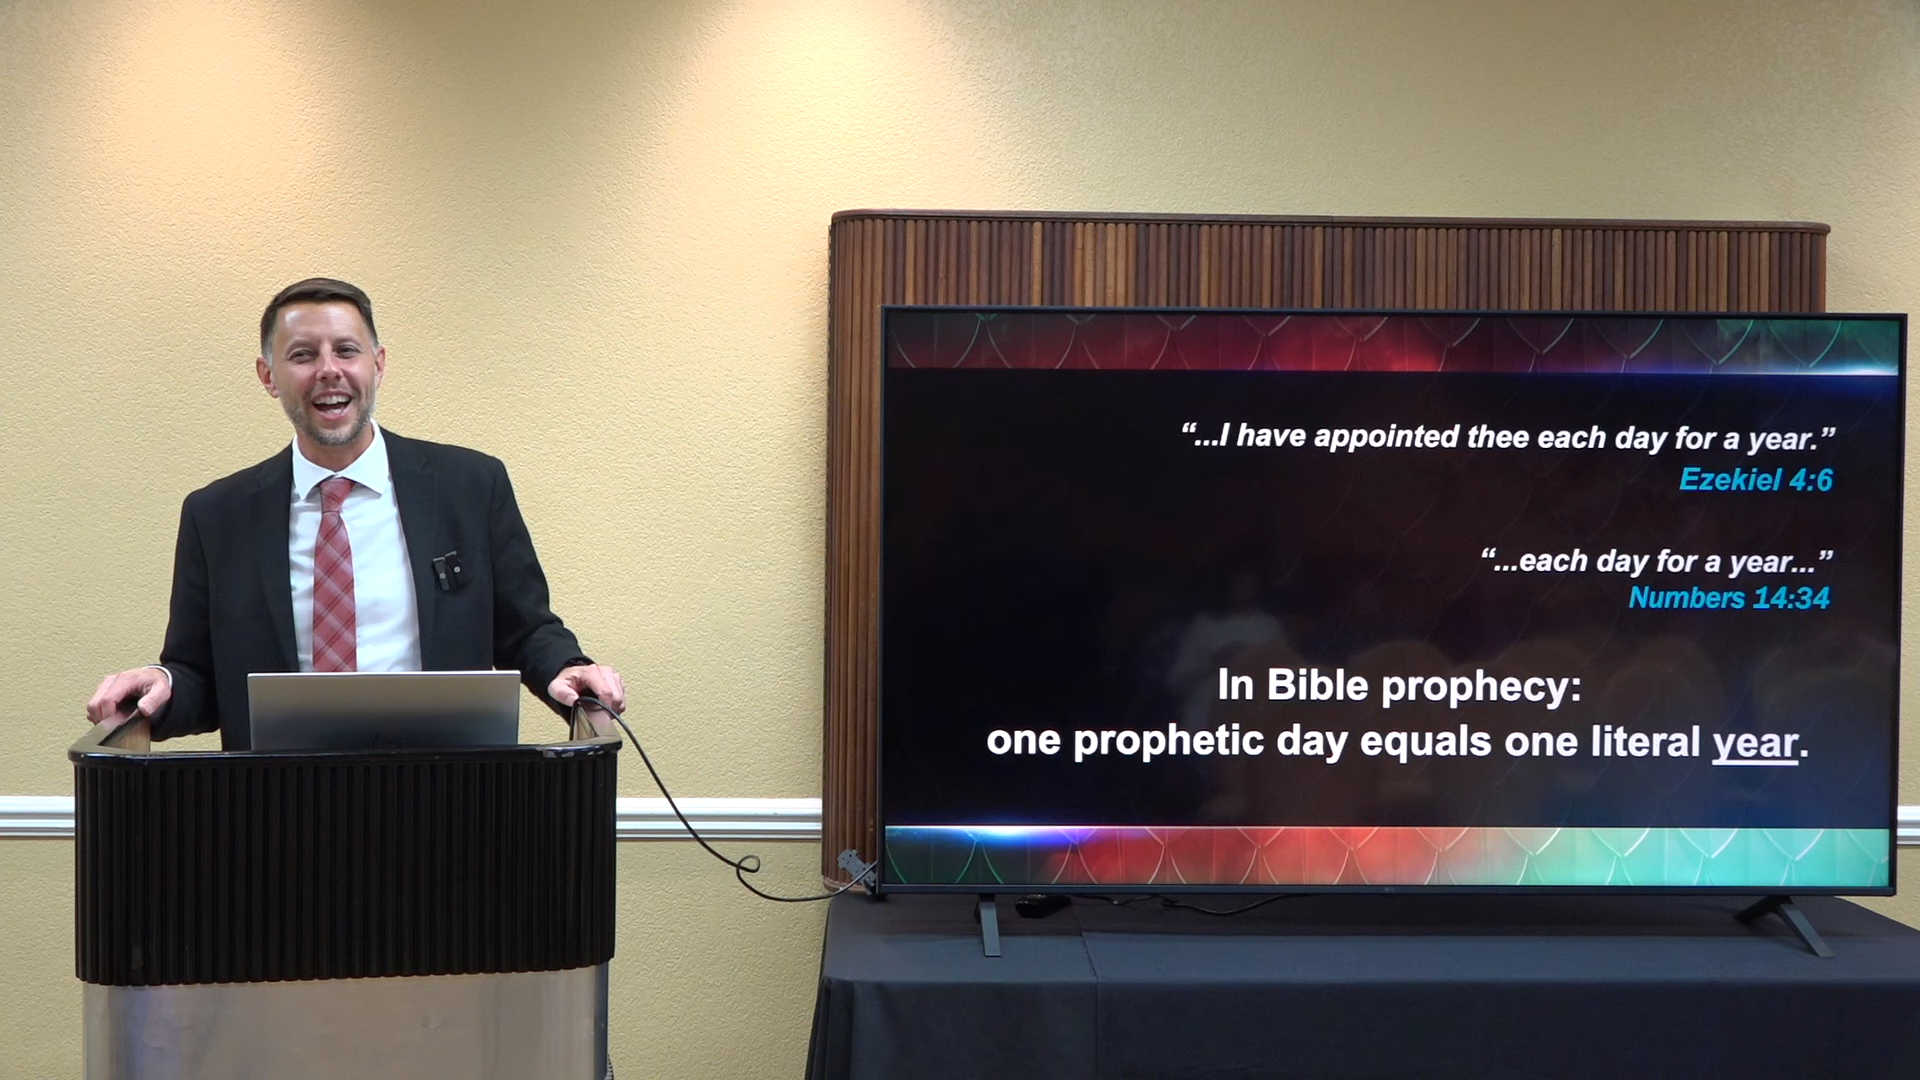 “...I have appointed thee each day for a year.”
Ezekiel 4:6
“...each day for a year...”
Numbers 14:34
In Bible prophecy:
one prophetic day equals one literal year.